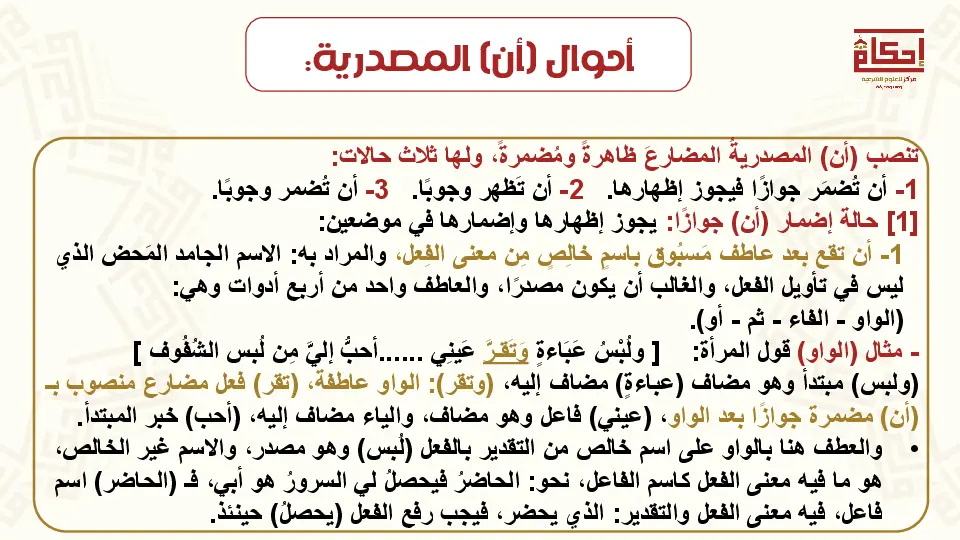 أحوال (أن) المصدرية:
إحكام
مركز للعلوم الشرعية
تنصب (أن) المصدريةُ المضارعَ ظاهرةً ومُضمرةً، ولها ثلاث حالات:
1- أن تُضمَر جوازًا فيجوز إظهارها. 2- أن تَظهر وجوبًا. 3- أن تُضمر وجوبًا.
[1] حالة إضمار (أن) جوازًا: يجوز إظهارها وإضمارها في موضعين:
1- أن تقع بعد عاطف مَسبُوق باسمٍ خالِصٍ مِن معنى الفِعل، والمراد به: الاسم الجامد المَحض الذي
ليس في تأويل الفعل، والغالب أن يكون مصدرًا، والعاطف واحد من أربع أدوات وهي:
(الواو - الفاء - ثم - أو).
- مثال (الواو) قول المرأة: [ ولُبْسُ عَبَاءةٍ وَتَقرَّ عَينِي ......أحبُّ إليَّ مِن لُبس الشُفُوف ]
(ولبس) مبتدأ وهو مضاف (عباءةٍ) مضاف إليه، (وتقر): الواو عاطفة، (تقر) فعل مضارع منصوب بـ
(أن) مضمرة جوازًا بعد الواو، (عيني) فاعل وهو مضاف، والياء مضاف إليه، (أحب) خبر المبتدأ.
• والعطف هنا بالواو على اسم خالص من التقدير بالفعل (لُبس) وهو مصدر، والاسم غير الخالص،
هو ما فيه معنى الفعل كاسم الفاعل، نحو: الحاضرُ فيحصلُ لي السرورُ هو أبي، فـ (الحاضر) اسم
فاعل، فيه معنى الفعل والتقدير: الذي يحضر، فيجب رفع الفعل (يحصلُ) حينئذ.